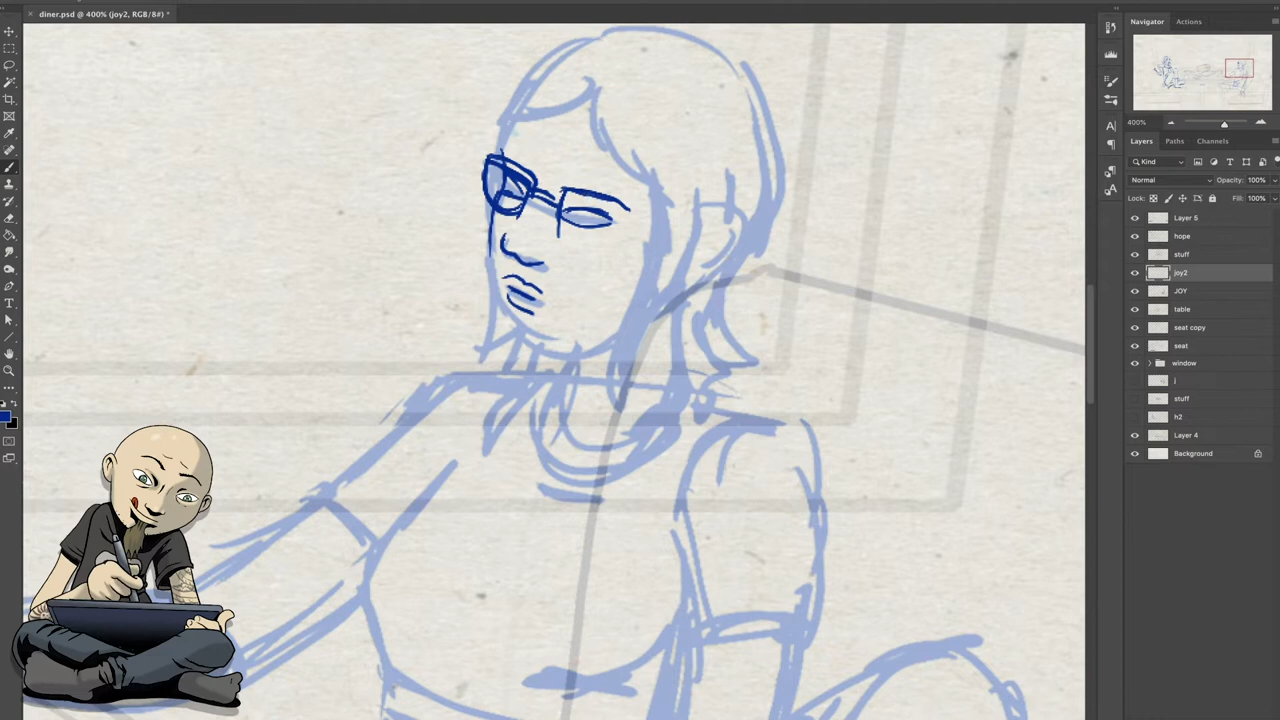 diner.psd @ 400% (joy2, RGB/8#) *
Navigator Actions
400%
Layers Paths Channels
Kind
Normal Opacity: 100%
Lock: Fill: 100%
Layer 5
hope
stuff
joy2
JOY
table
seat copy
seat
window
j
stuff
h2
Layer 4
Background